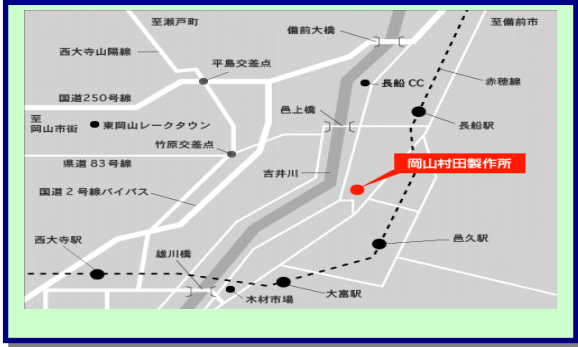 至瀬戸町
備前大橋
至備前市
西大寺山陽線
平島交差点
長船CC
赤穂線
国道250号線
邑上橋
至
岡山市街
東岡山レークタウン
長船駅
竹原交差点
県道83号線
吉井川
岡山村田製作所
国道2号線バイパス
西大寺駅
雄川橋
邑久駅
木材市場
大富駅